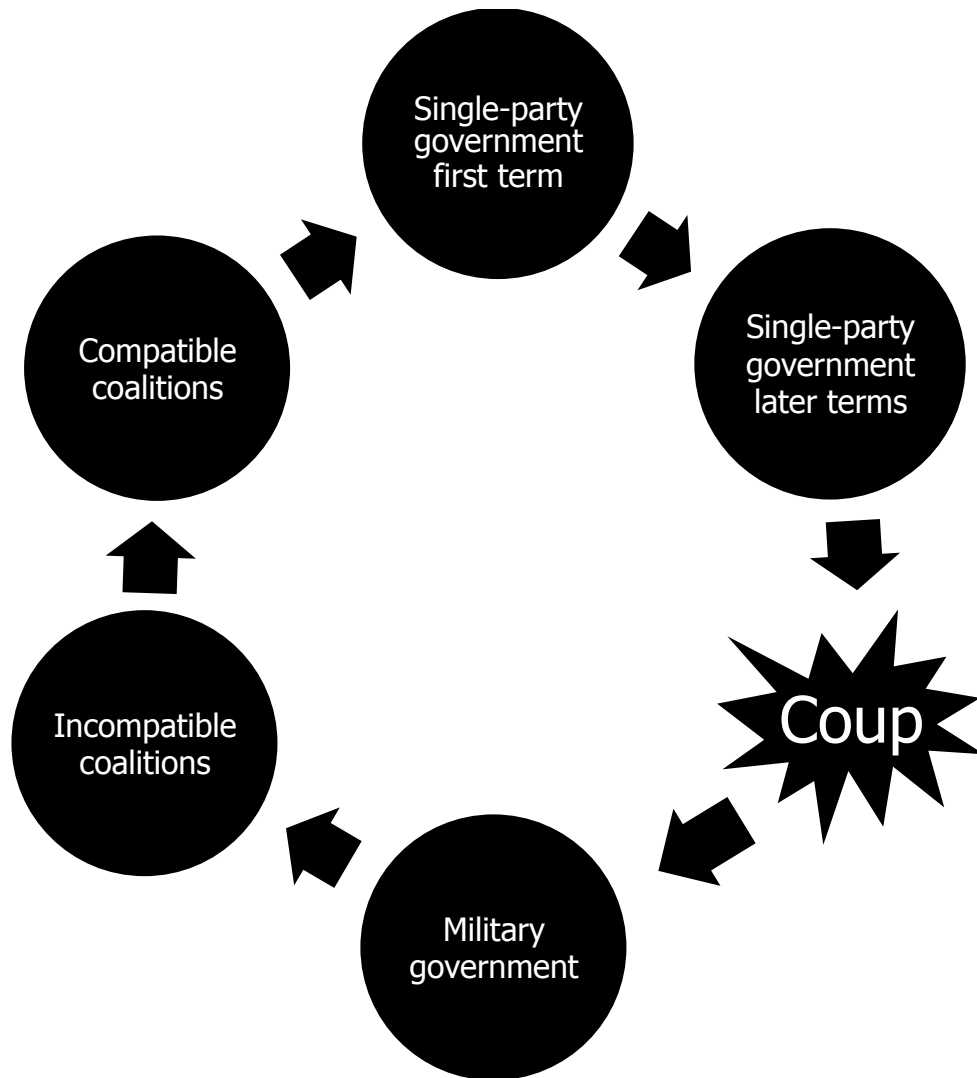 Single-party
government
first term
Single-party
government
later terms
Coup
Military
government
Incompatible
coalitions
Compatible
coalitions